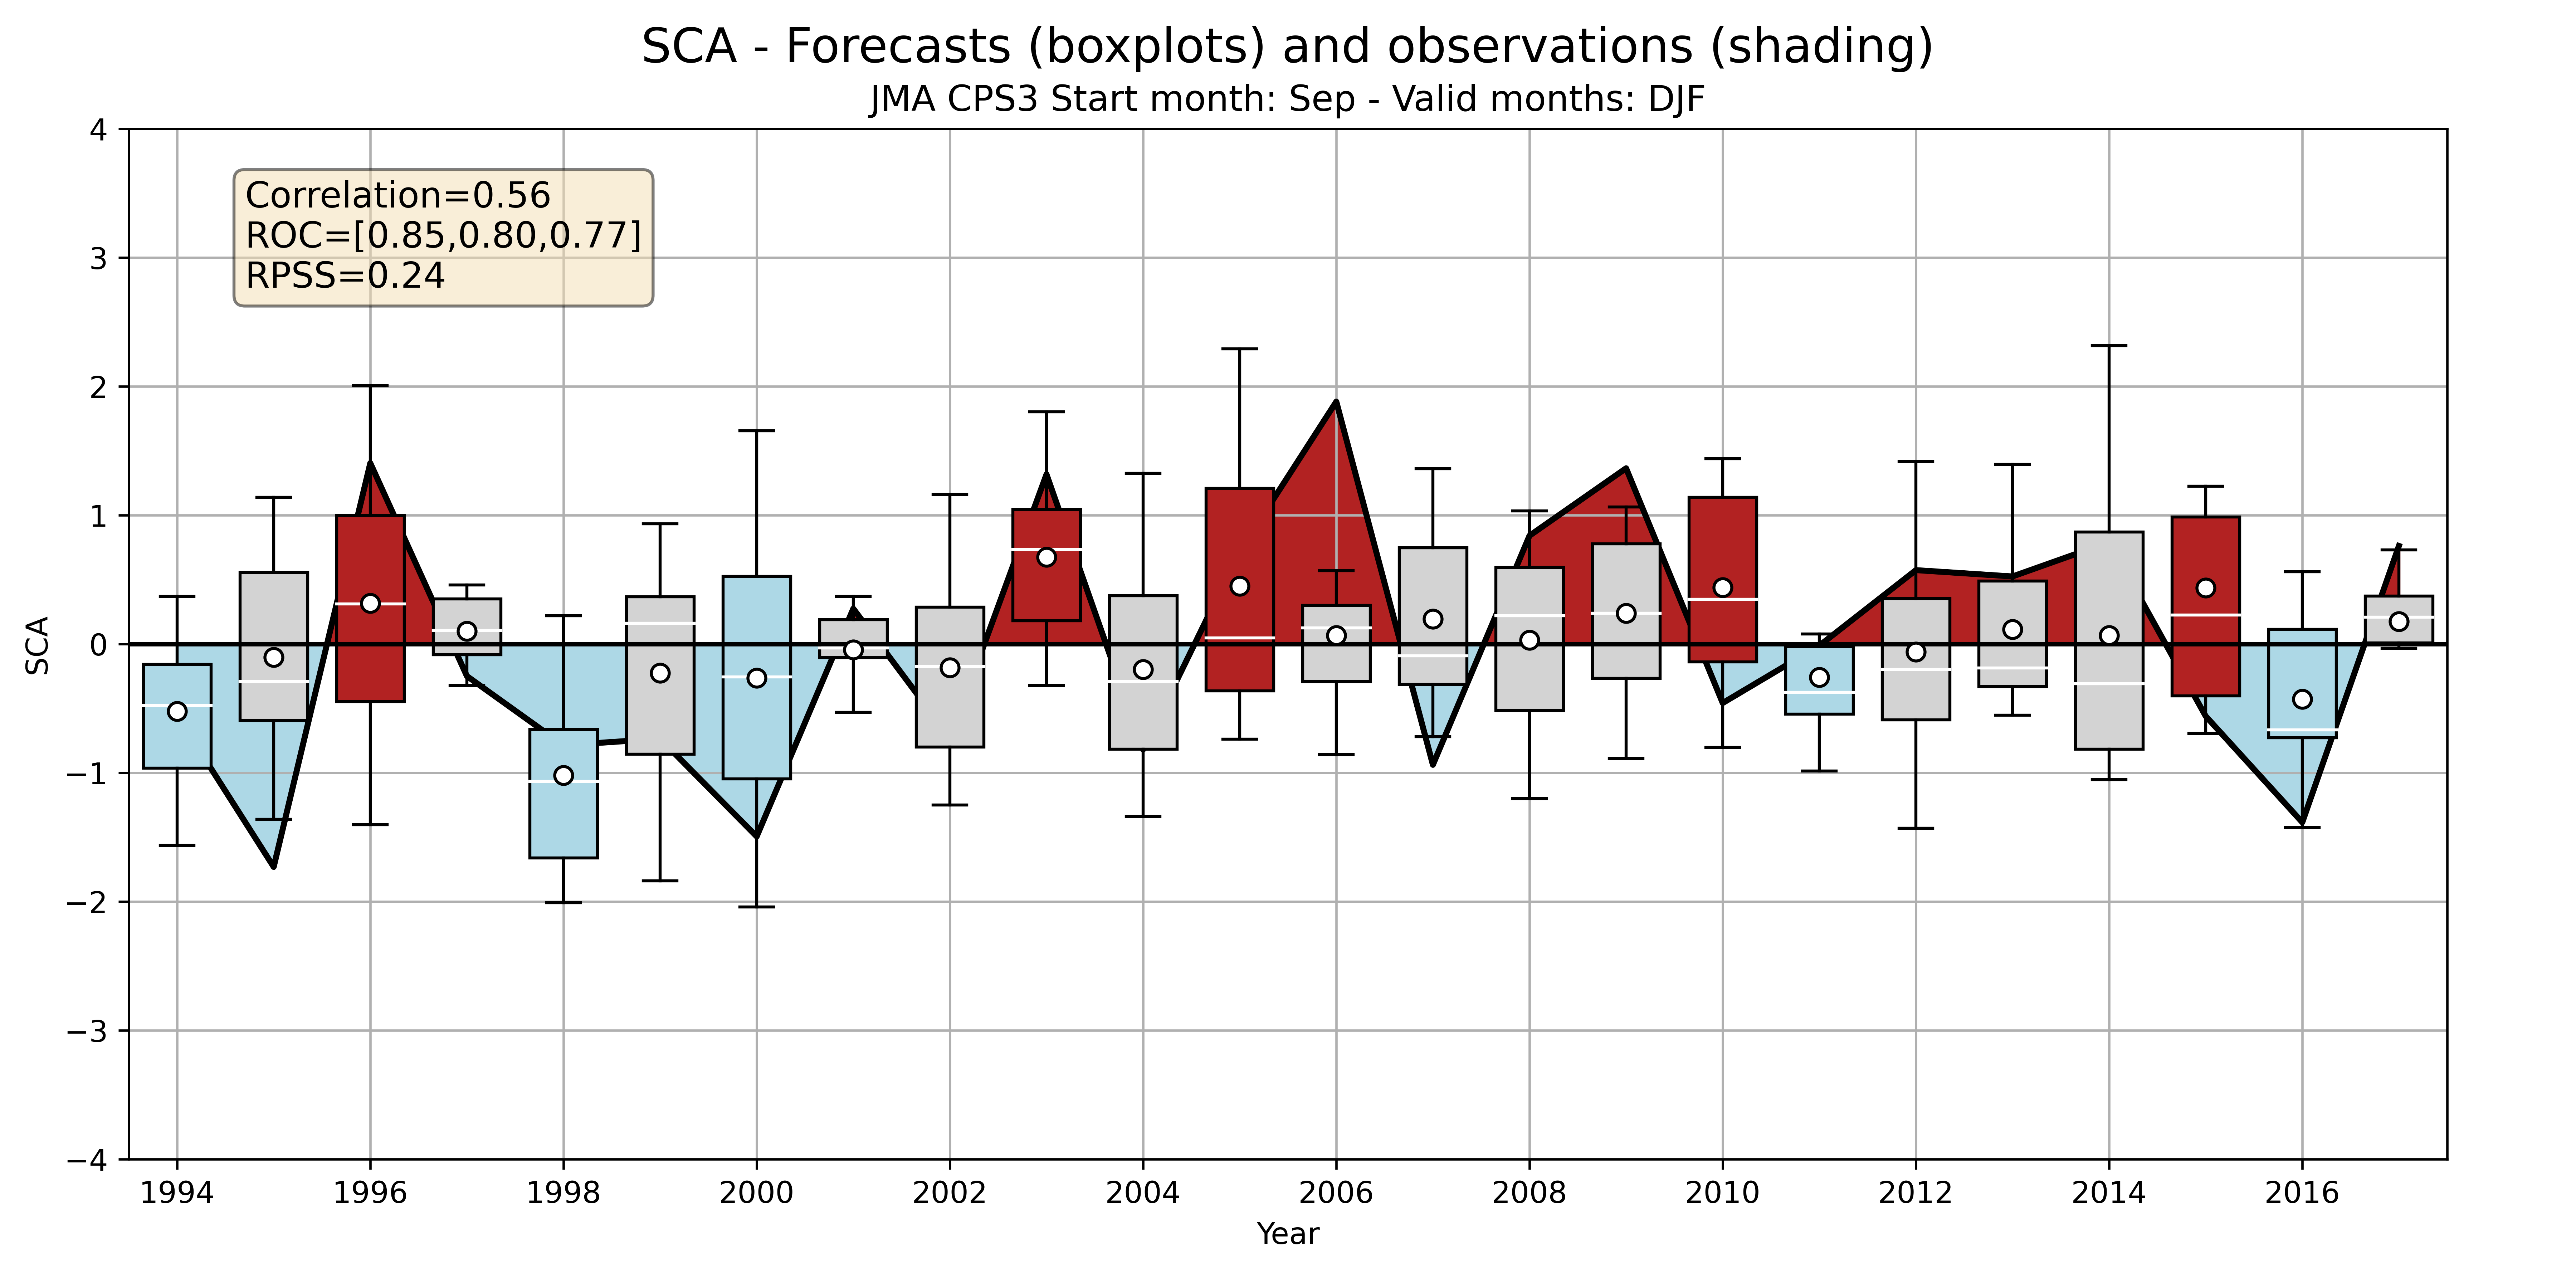 SCA - Forecasts (boxplots) and observations (shading)
JMA CPS3 Start month: Sep - Valid months: DJF
Correlation=0.56
ROC=[0.85,0.80,0.77]
RPSS=0.24
4
3
2
1
0
−1
−2
−3
−4
SCA
1994 1996 1998 2000 2002 2004 2006 2008 2010 2012 2014 2016
Year